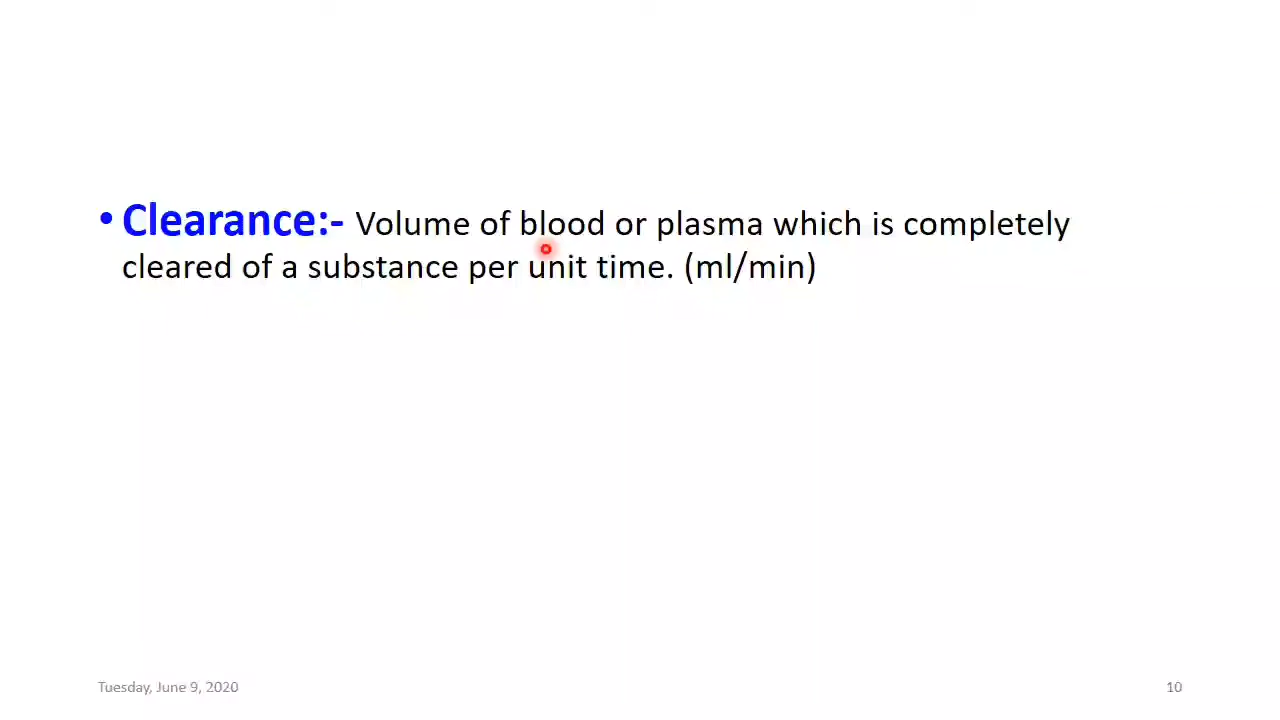 • Clearance:- Volume of blood or plasma which is completely
cleared of a substance per unit time. (ml/min)
Tuesday, June 9, 2020
10